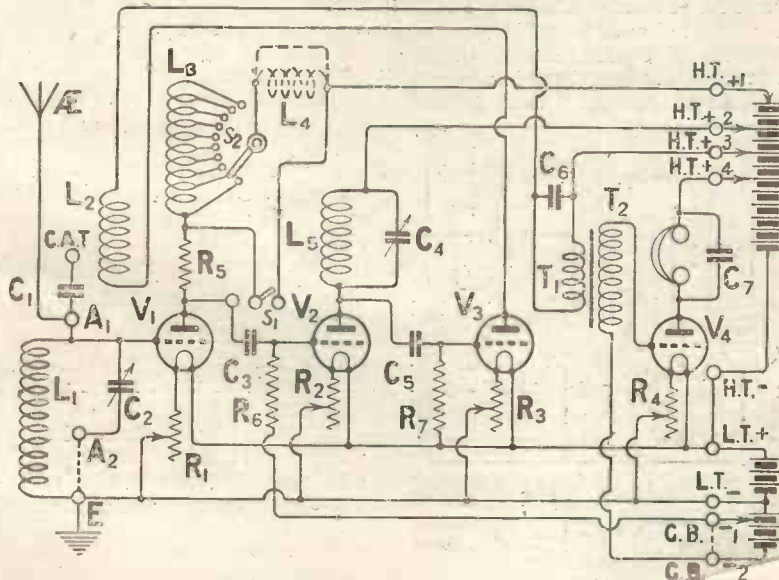 H.T.+1
L3
Æ
L4
S2
H.T.+2
H.T.+3
H.T.+4
C6
L2
T2
C.A.T
L5
C4
C1
R5
T1
C7
V1
S1
V2
V3
V4
A1
L1
C2
C3
R2
C5
R6
R7
R3
R4
H.T.-
L.T.+
A2
R1
L.T.-
E
G.B.-1
G.B.-2